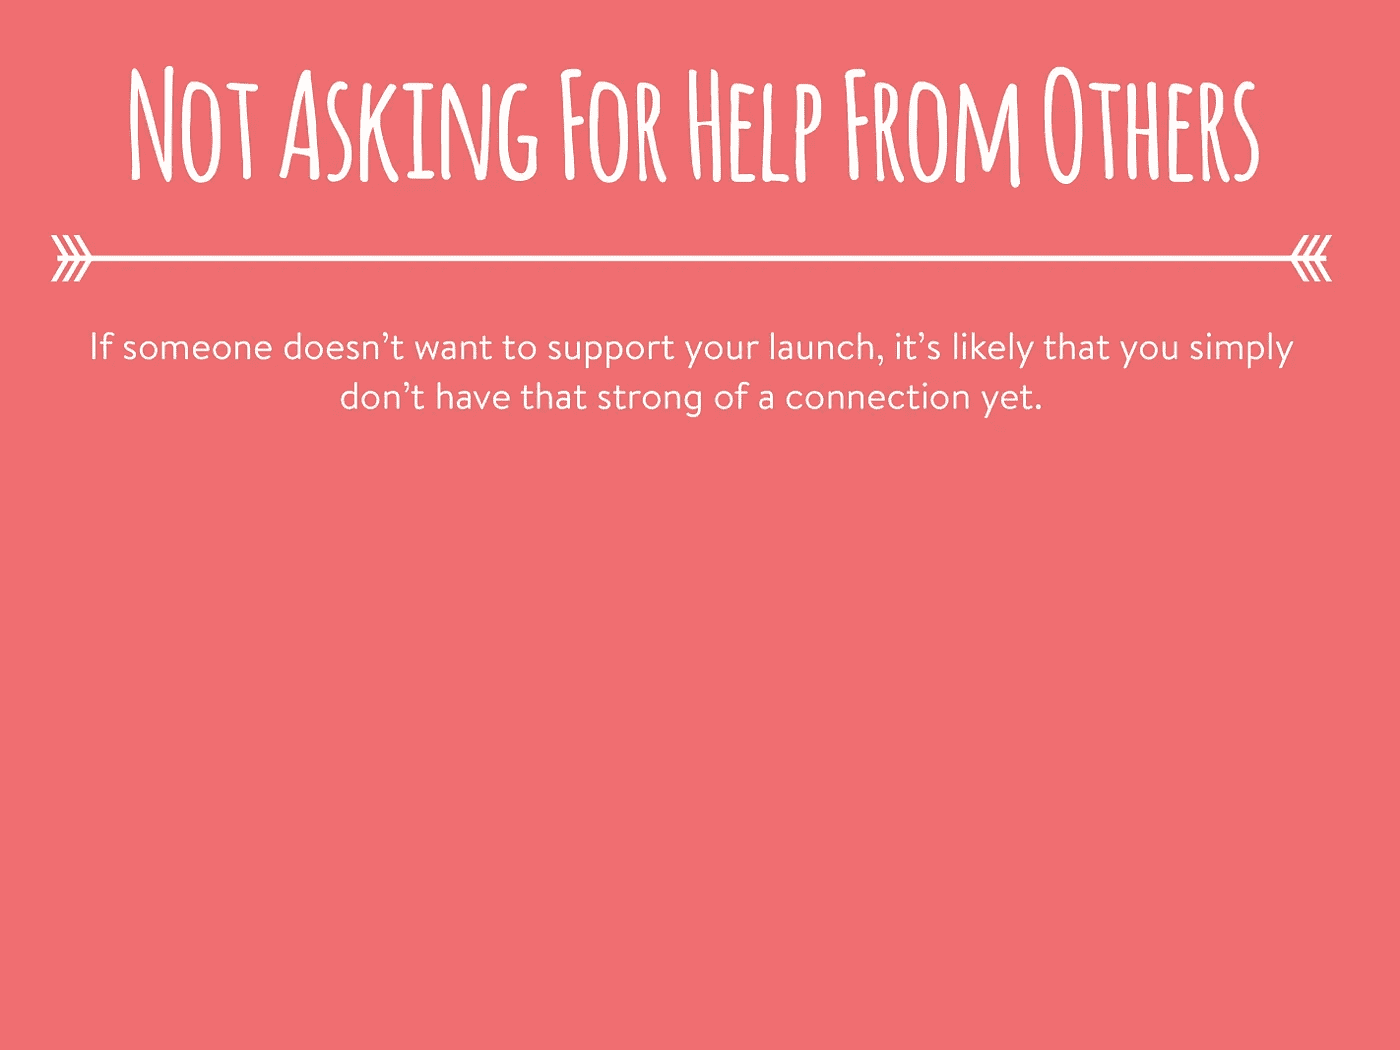 Not Asking For Help From Others
If someone doesn’t want to support your launch, it’s likely that you simply
don’t have that strong of a connection yet.